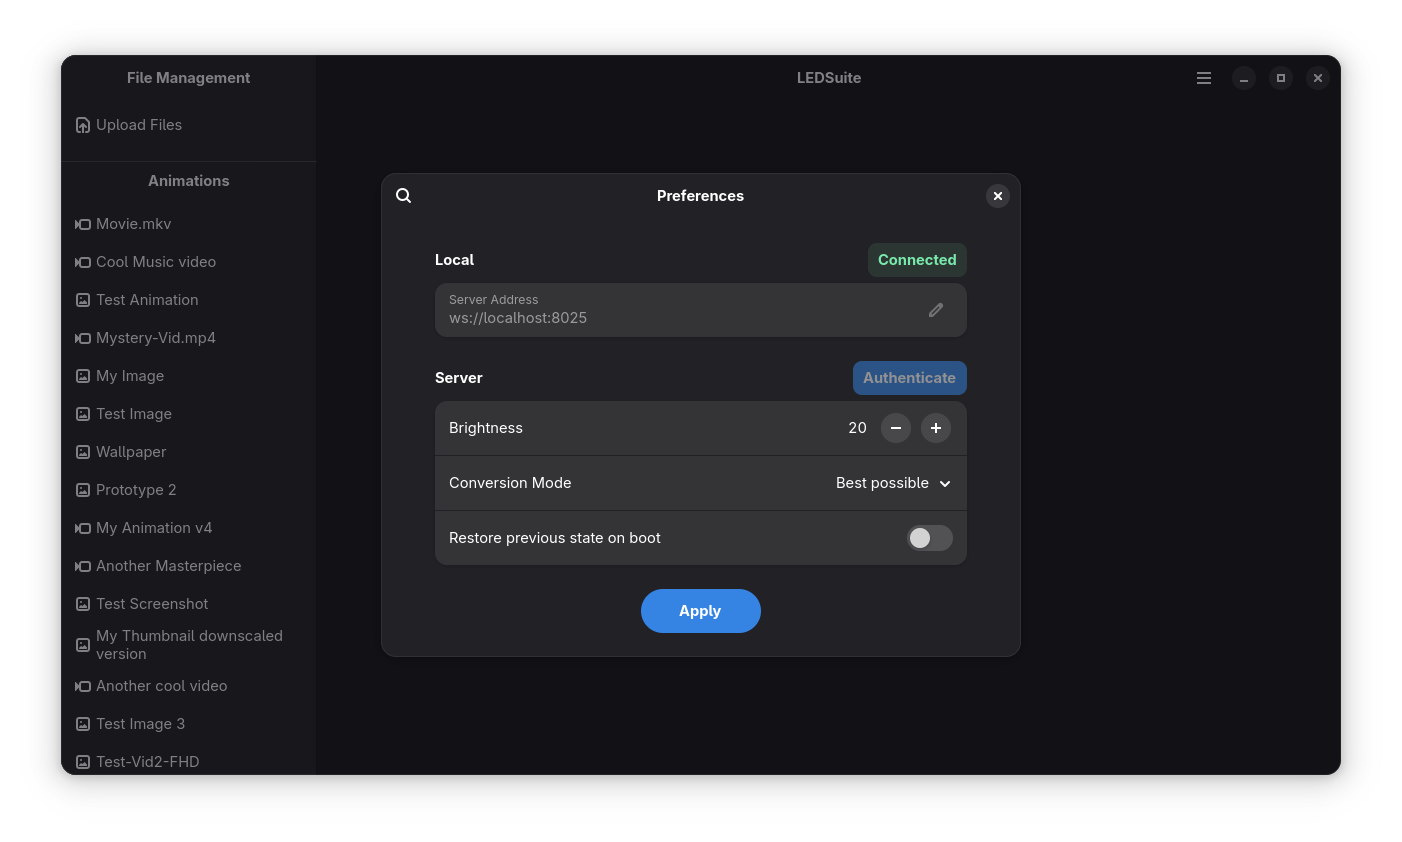 File Management
LEDSuite
Upload Files
Animations
Movie.mkv
Cool Music video
Test Animation
Mystery-Vid.mp4
My Image
Test Image
Wallpaper
Prototype 2
My Animation v4
Another Masterpiece
Test Screenshot
My Thumbnail downscaled
version
Another cool video
Test Image 3
Test-Vid2-FHD
Preferences
Local
Connected
Server Address
ws://localhost:8025
Server
Authenticate
Brightness
20
Conversion Mode
Best possible
Restore previous state on boot
Apply